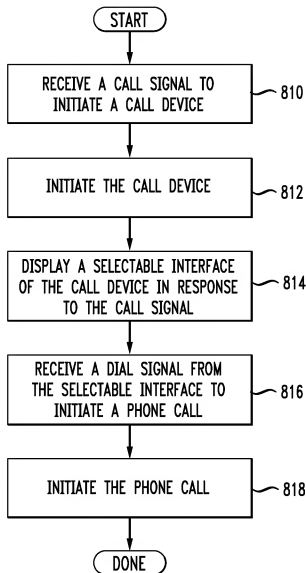 START
RECEIVE A CALL SIGNAL TO
INITIATE A CALL DEVICE
810
INITIATE THE CALL DEVICE
812
DISPLAY A SELECTABLE INTERFACE
OF THE CALL DEVICE IN RESPONSE
TO THE CALL SIGNAL
814
RECEIVE A DIAL SIGNAL FROM
THE SELECTABLE INTERFACE TO
INITIATE A PHONE CALL
816
INITIATE THE PHONE CALL
818
DONE